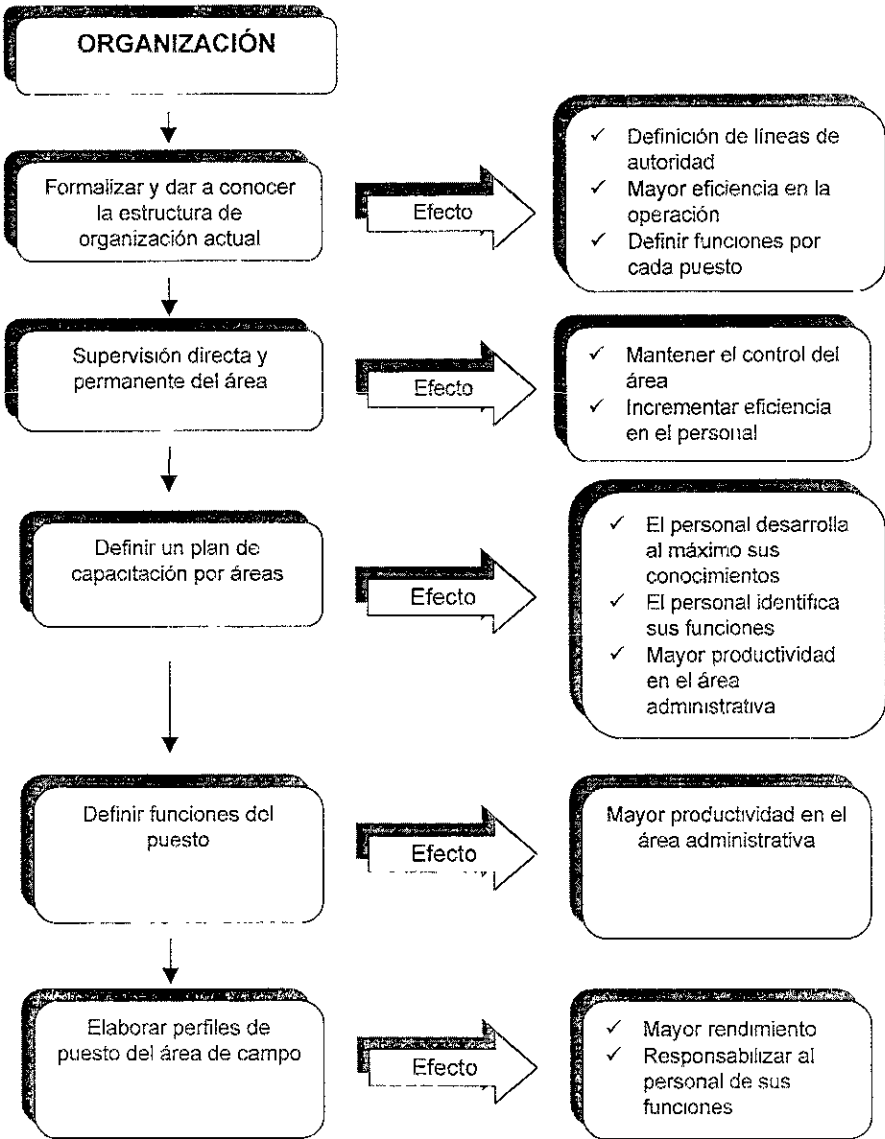 ORGANIZACIÓN
Formalizar y dar a conocer
la estructura de
organización actual
Efecto
✓ Definición de líneas de
autoridad
✓ Mayor eficiencia en la
operación
✓ Definir funciones por
cada puesto
Supervisión directa y
permanente del área
Efecto
✓ Mantener el control del
área
✓ Incrementar eficiencia
en el personal
Definir un plan de
capacitación por áreas
Efecto
✓ El personal desarrolla
al máximo sus
conocimientos
✓ El personal identifica
sus funciones
✓ Mayor productividad
en el área
administrativa
Definir funciones del
puesto
Efecto
Mayor productividad en el
área administrativa
Elaborar perfiles de
puesto del área de campo
Efecto
✓ Mayor rendimiento
✓ Responsabilizar al
personal de sus
funciones